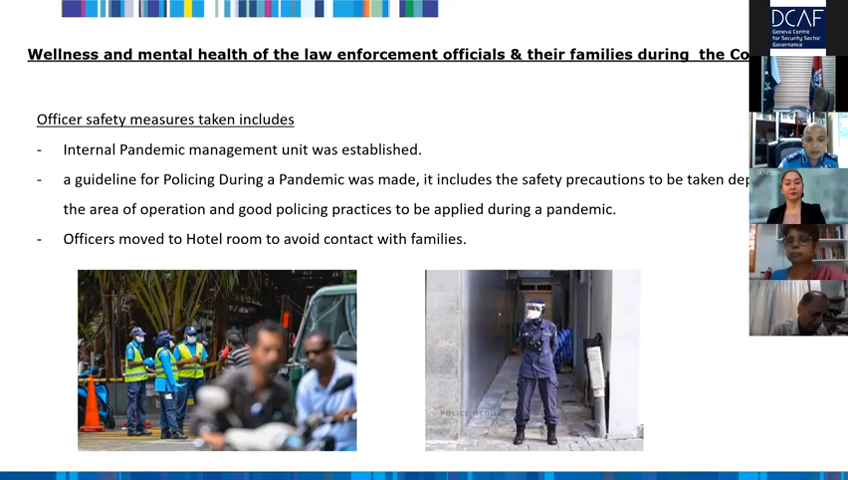 DCAF
Geneva Centre
for Security Sector
Governance
Wellness and mental health of the law enforcement officials & their families during the Co
Officer safety measures taken includes
- Internal Pandemic management unit was established.
- a guideline for Policing During a Pandemic was made, it includes the safety precautions to be taken dep
the area of operation and good policing practices to be applied during a pandemic.
- Officers moved to Hotel room to avoid contact with families.
POLICE MEDIA